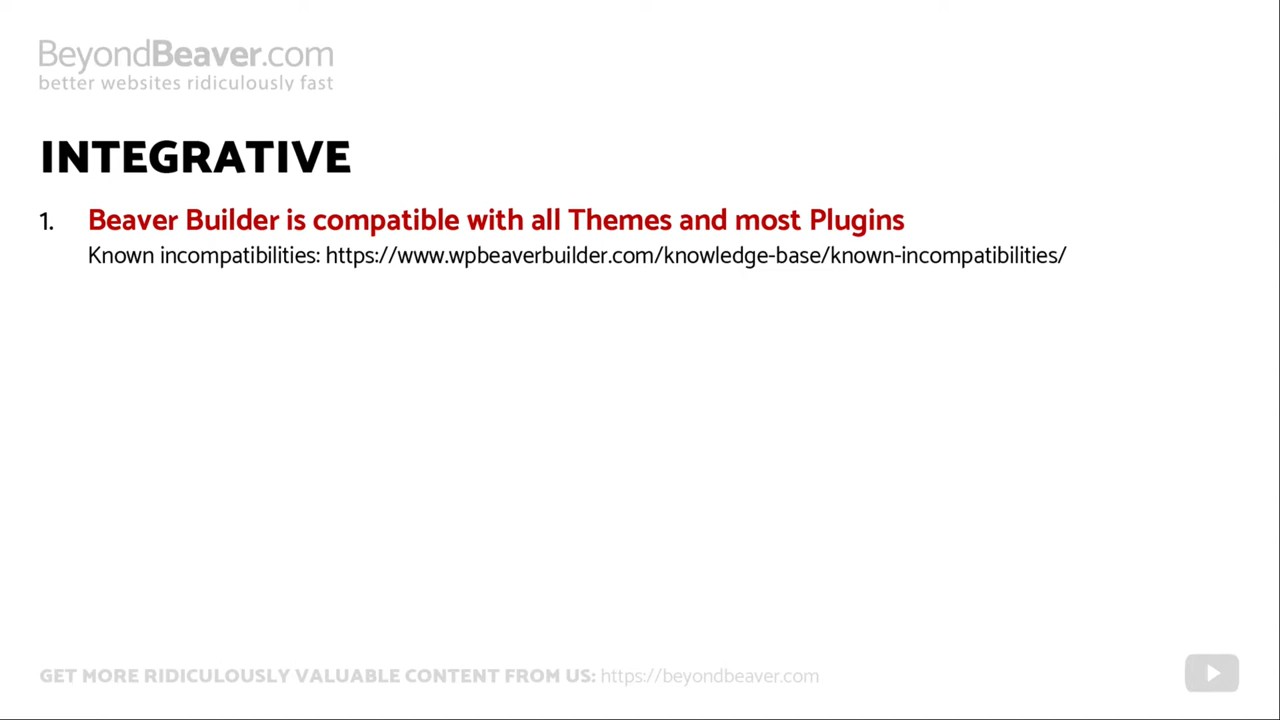 BeyondBeaver.com
better websites ridiculously fast
INTEGRATIVE
1. Beaver Builder is compatible with all Themes and most Plugins
Known incompatibilities: https://www.wpbeaverbuilder.com/knowledge-base/known-incompatibilities/
GET MORE RIDICULOUSLY VALUABLE CONTENT FROM US: https://beyondbeaver.com